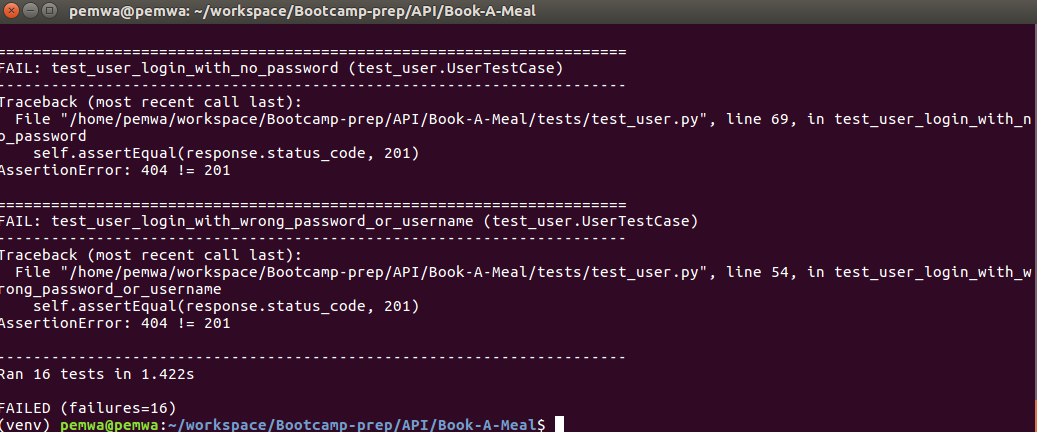 pemwa@pemwa: ~/workspace/Bootcamp-prep/API/Book-A-Meal
======================================================================
FAIL: test_user_login_with_no_password (test_user.UserTestCase)
----------------------------------------------------------------------
Traceback (most recent call last):
  File "/home/pemwa/workspace/Bootcamp-prep/API/Book-A-Meal/tests/test_user.py", line 69, in test_user_login_with_n
o_password
    self.assertEqual(response.status_code, 201)
AssertionError: 404 != 201
======================================================================
FAIL: test_user_login_with_wrong_password_or_username (test_user.UserTestCase)
----------------------------------------------------------------------
Traceback (most recent call last):
  File "/home/pemwa/workspace/Bootcamp-prep/API/Book-A-Meal/tests/test_user.py", line 54, in test_user_login_with_w
rong_password_or_username
    self.assertEqual(response.status_code, 201)
AssertionError: 404 != 201
----------------------------------------------------------------------
Ran 16 tests in 1.422s
FAILED (failures=16)
(venv) pemwa@pemwa:~/workspace/Bootcamp-prep/API/Book-A-Meal$